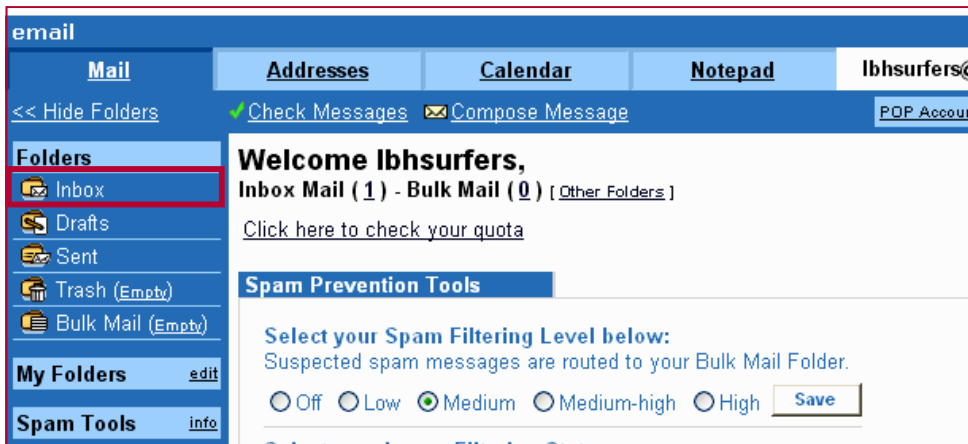 email
Mail Addresses Calendar Notepad lbhsurfers@
<< Hide Folders Check Messages Compose Message POP Accou
Folders
Inbox
Drafts
Sent
Trash (Empty)
Bulk Mail (Empty)
My Folders edit
Spam Tools info
Welcome lbhsurfers,
Inbox Mail ( 1 ) - Bulk Mail ( 0 ) [ Other Folders ]
Click here to check your quota
Spam Prevention Tools
Select your Spam Filtering Level below:
Suspected spam messages are routed to your Bulk Mail Folder.
Off Low Medium Medium-high High Save